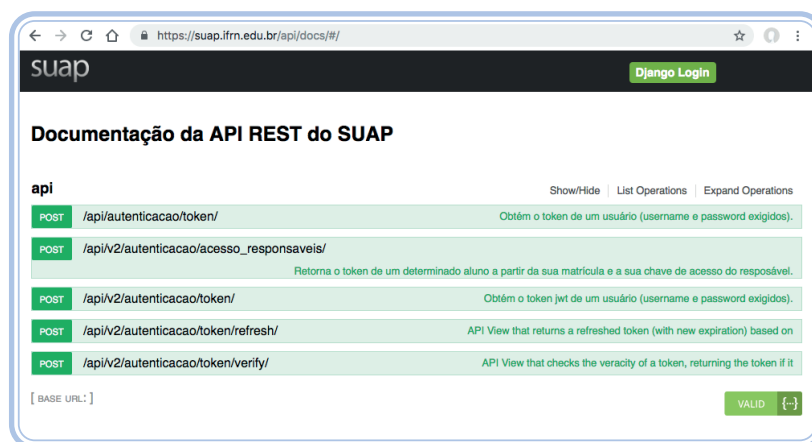 https://suap.ifrn.edu.br/api/docs/#/
suap
Django Login
Documentação da API REST do SUAP
api
Show/Hide List Operations Expand Operations
POST /api/autenticacao/token/ Obtém o token de um usuário (username e password exigidos).
POST /api/v2/autenticacao/acesso_responsaveis/
Retorna o token de um determinado aluno a partir da sua matrícula e a sua chave de acesso do resposável.
POST /api/v2/autenticacao/token/ Obtém o token jwt de um usuário (username e password exigidos).
POST /api/v2/autenticacao/token/refresh/ API View that returns a refreshed token (with new expiration) based on
POST /api/v2/autenticacao/token/verify/ API View that checks the veracity of a token, returning the token if it
[ BASE URL: ]
VALID {...}